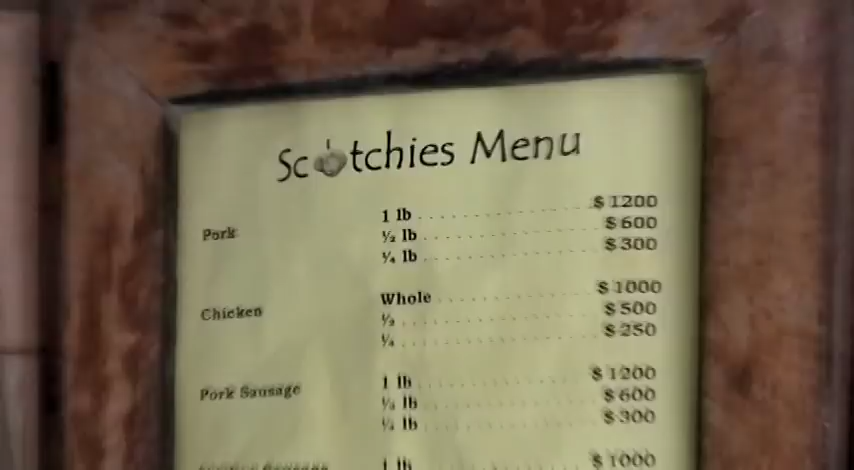 Scotchies Menu
Pork
1 lb $1200
½ lb $600
¼ lb $300
Chicken
Whole $1000
½ $500
¼ $250
Pork Sausage
1 lb $1200
½ lb $600
¼ lb $300
1 lb $1000